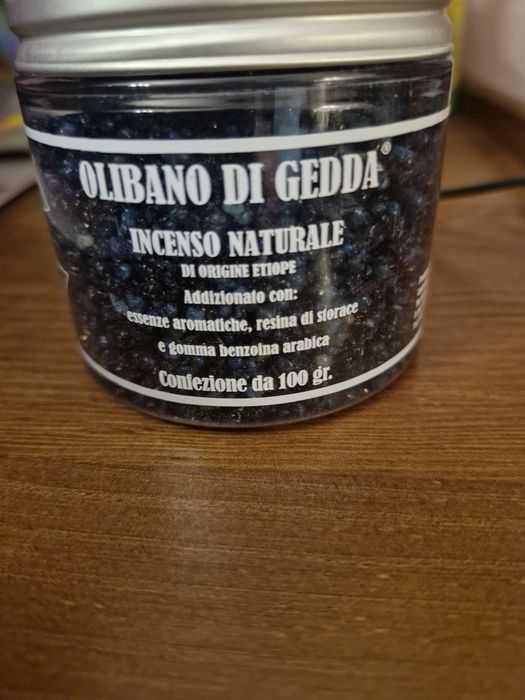 OLIBANO DI GEDDA®
INCENSO NATURALE
DI ORIGINE ETIOPE
Addizionato con:
essenze aromatiche, resina di storace
e gomma benzoina arabica
Confezione da 100 gr.